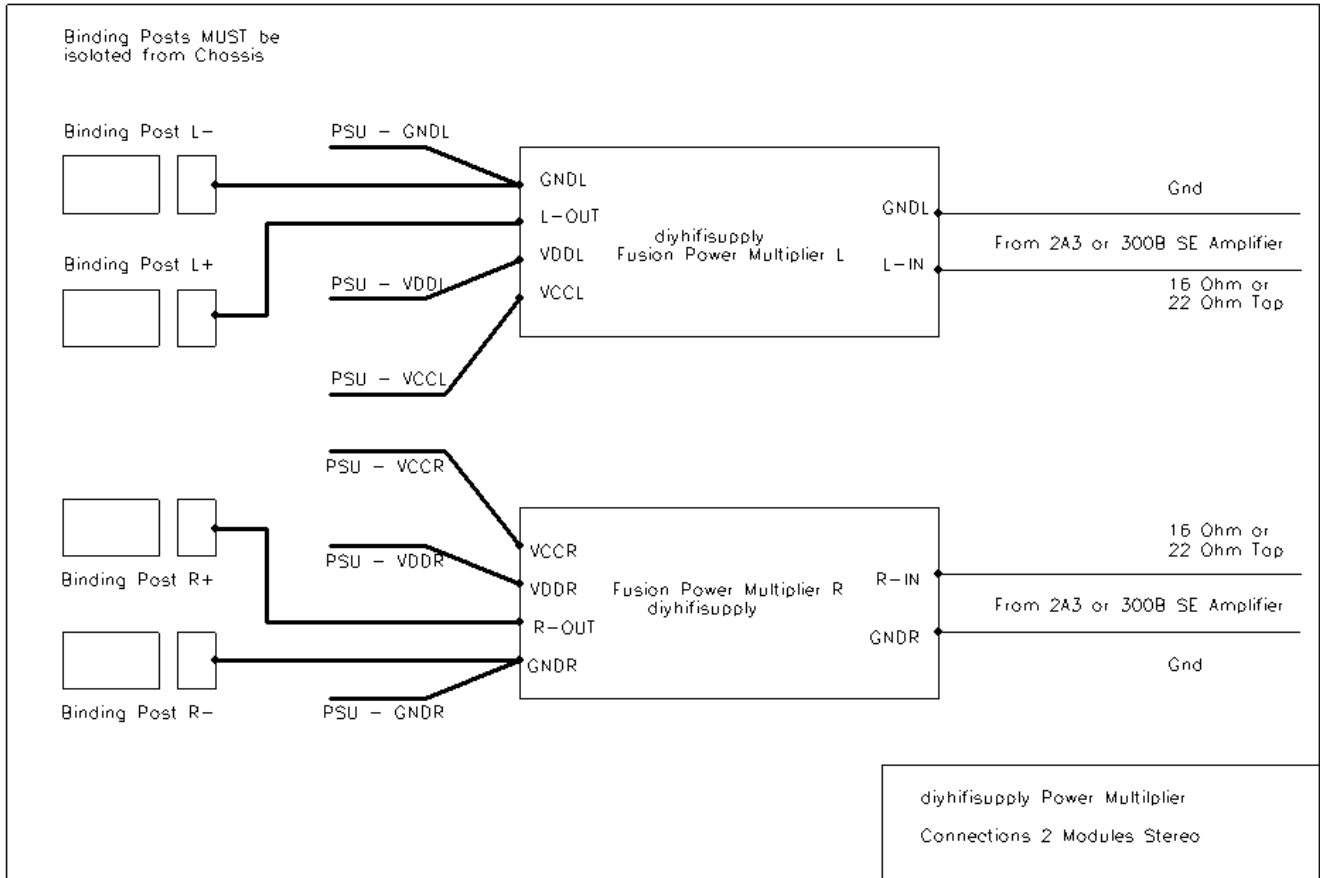 Binding Posts MUST be
isolated from Chassis
Binding Post L-
PSU - GNDL
GNDL
L-OUT
VDDL
VCCL
diyhifisupply
Fusion Power Multiplier L
GNDL
L-IN
Gnd
From 2A3 or 300B SE Amplifier
16 Ohm or
22 Ohm Tap
Binding Post L+
PSU - VDDL
PSU - VCCL
PSU - VCCR
Binding Post R+
PSU - VDDR
VCCR
VDDR
R-OUT
GNDR
Fusion Power Multiplier R
diyhifisupply
R-IN
GNDR
16 Ohm or
22 Ohm Tap
From 2A3 or 300B SE Amplifier
Gnd
Binding Post R-
PSU - GNDR
diyhifisupply Power Multilplier
Connections 2 Modules Stereo